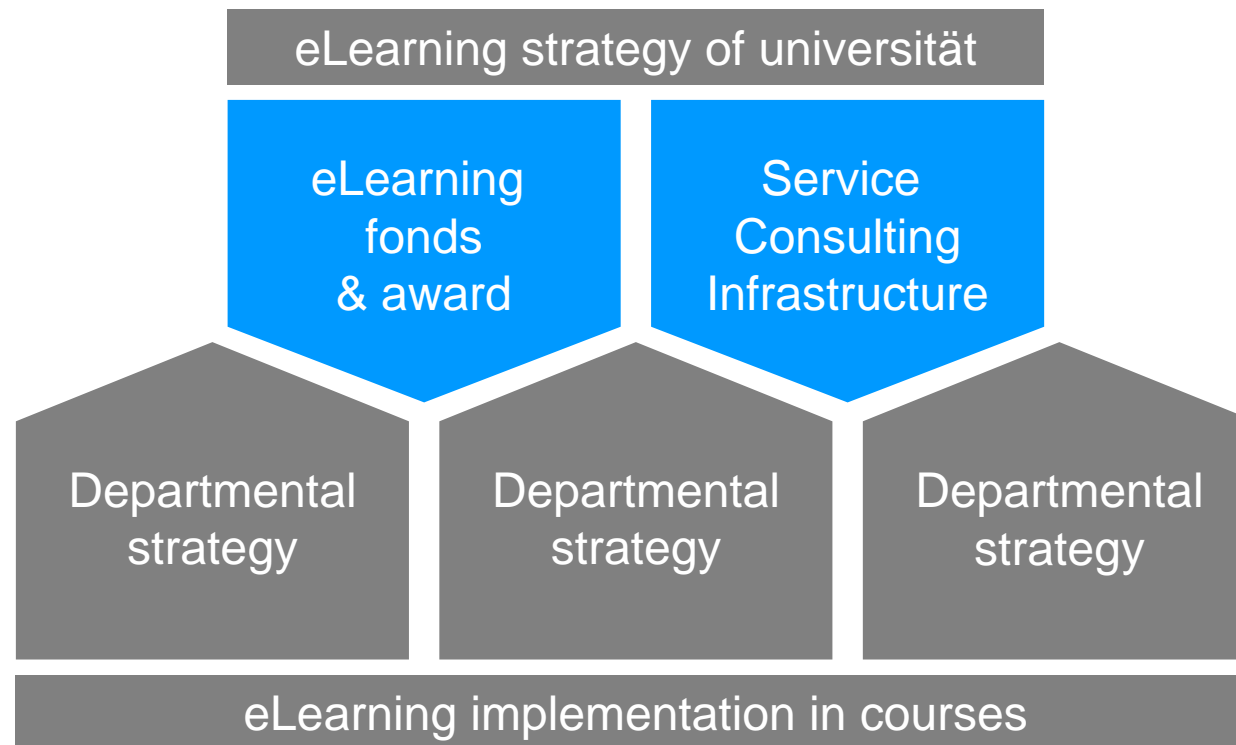 eLearning strategy of universität
eLearning
fonds
& award
Service
Consulting
Infrastructure
Departmental
strategy
Departmental
strategy
Departmental
strategy
eLearning implementation in courses